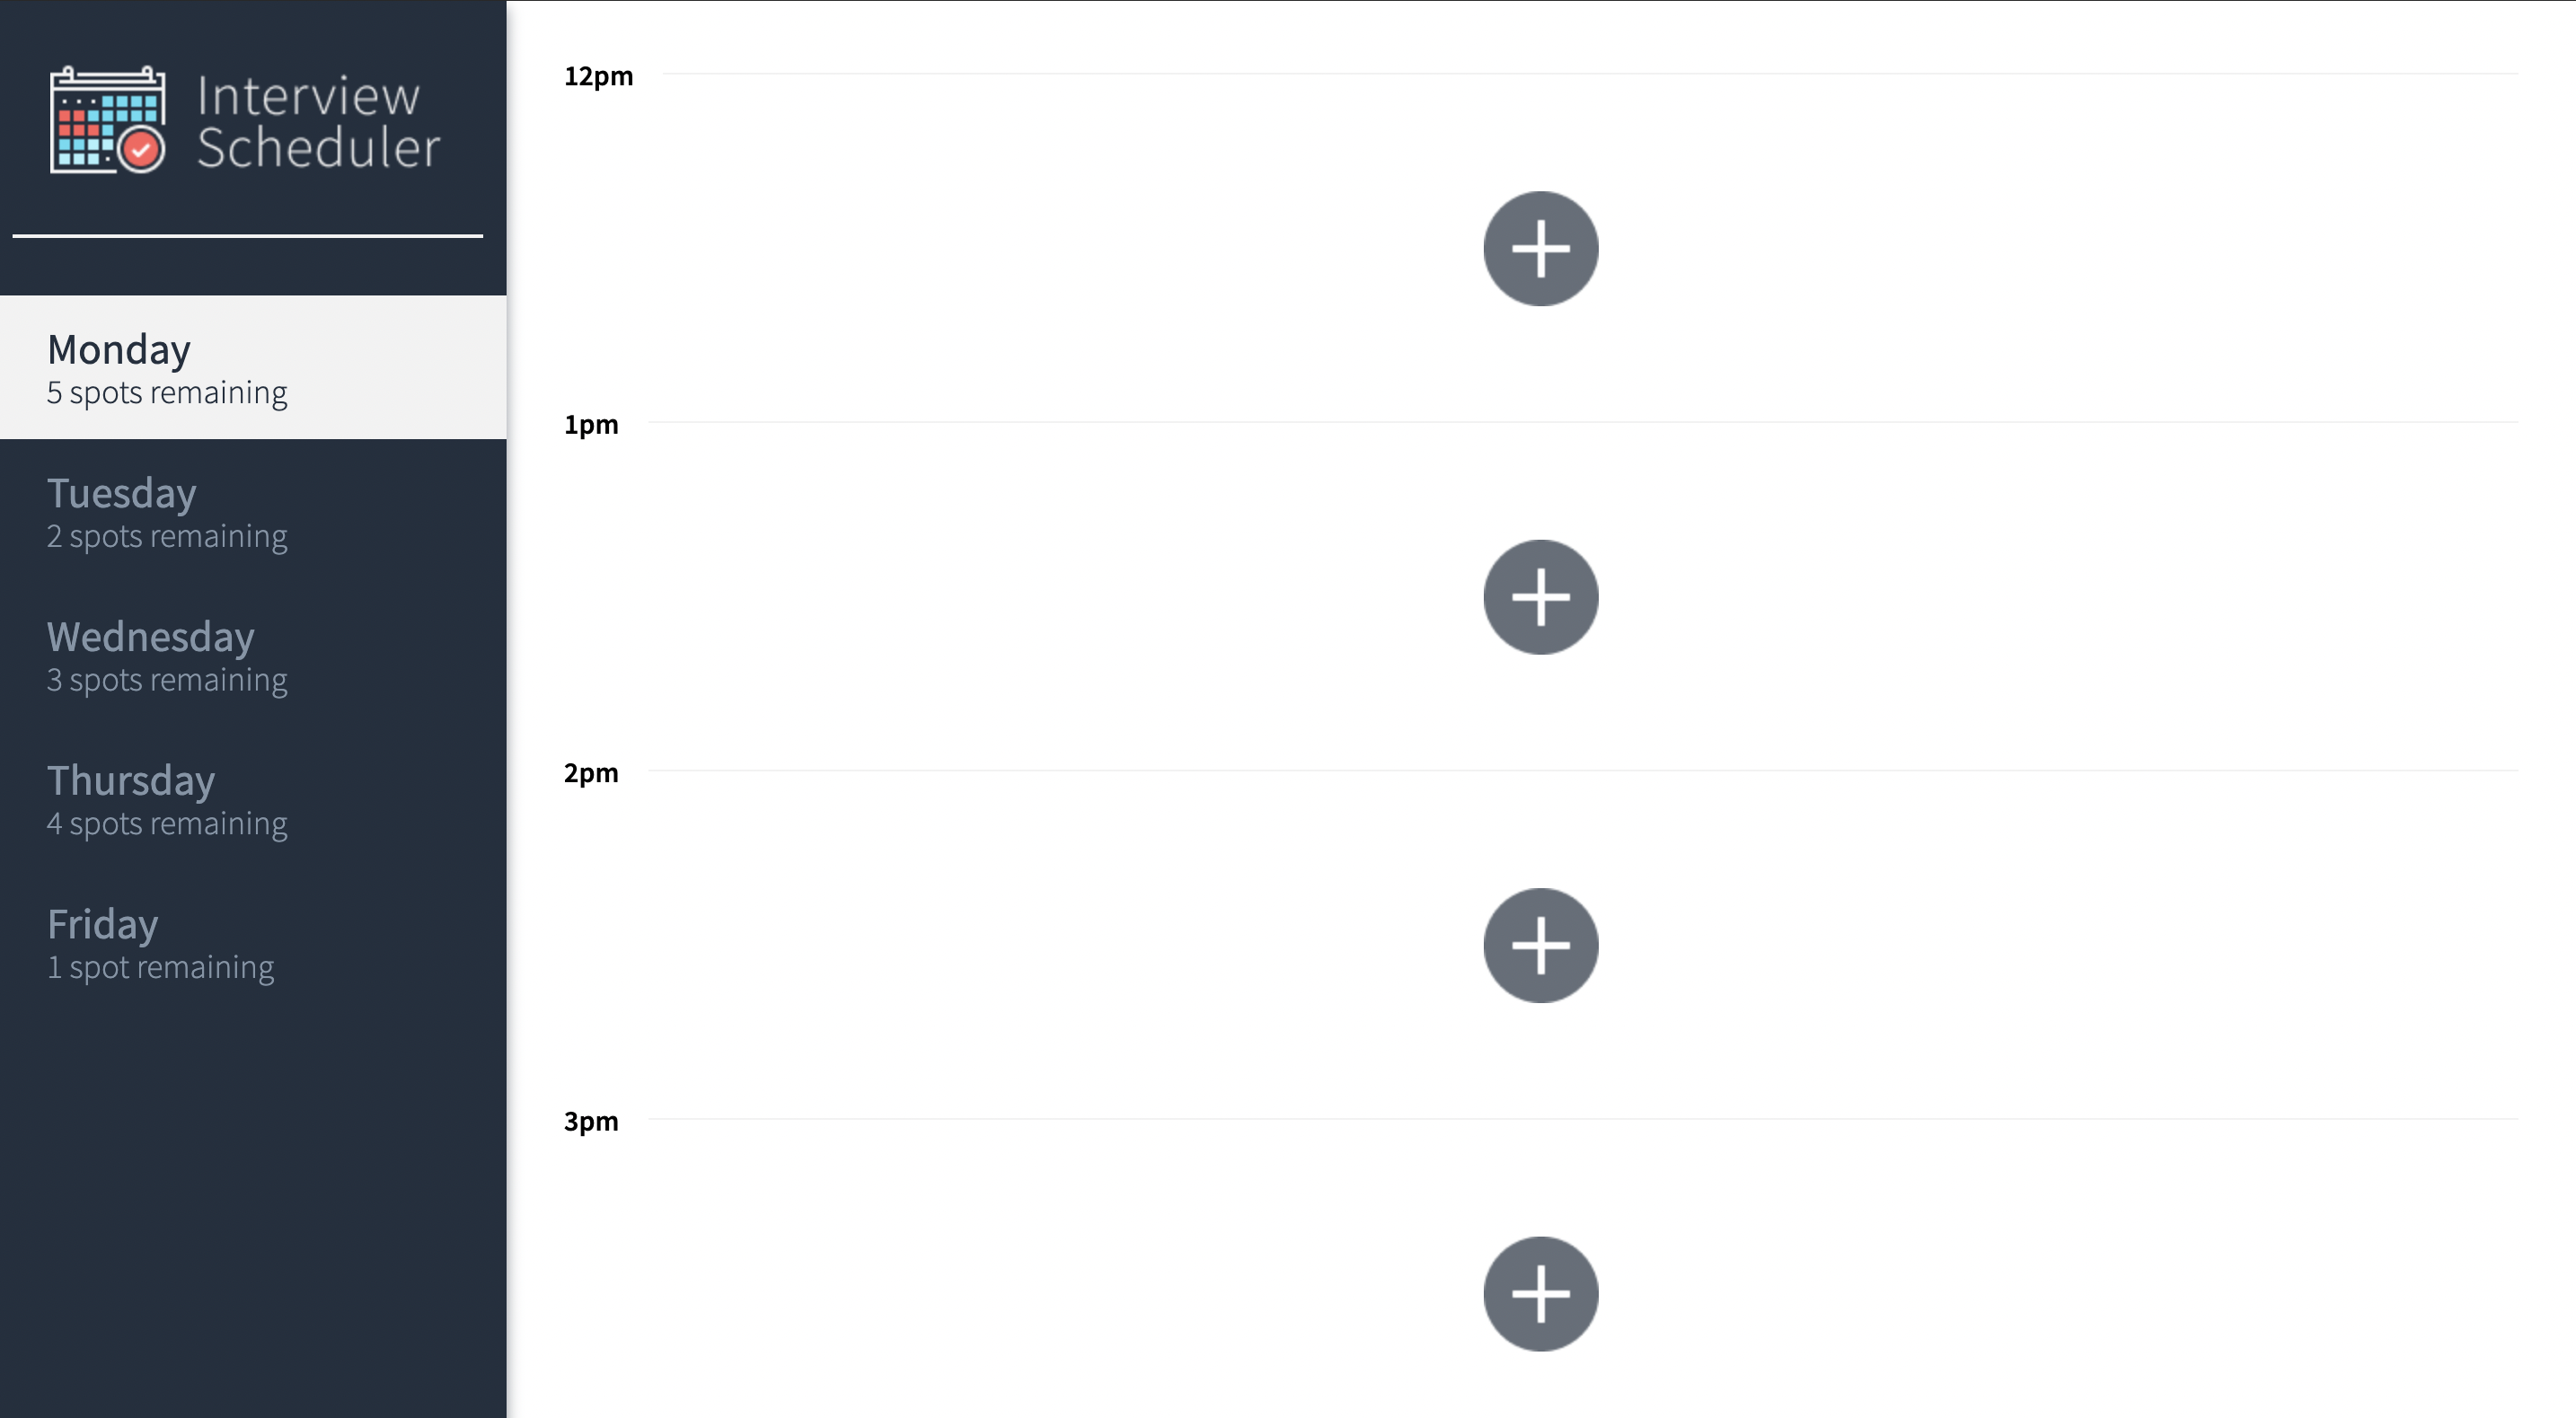 Interview
Scheduler
Monday
5 spots remaining
Tuesday
2 spots remaining
Wednesday
3 spots remaining
Thursday
4 spots remaining
Friday
1 spot remaining
12pm
1pm
2pm
3pm